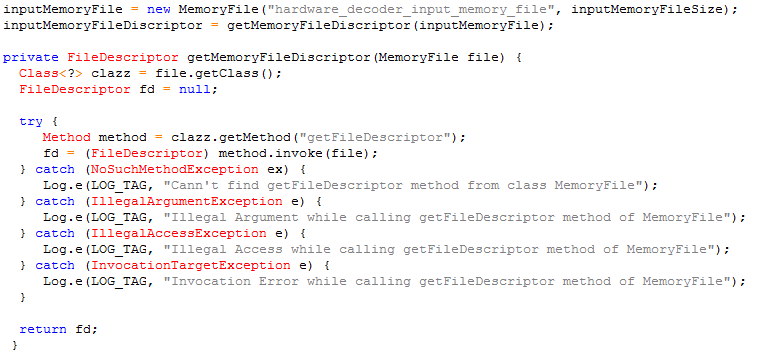 inputMemoryFile = new MemoryFile("hardware_decoder_input_memory_file", inputMemoryFileSize);
inputMemoryFileDiscriptor = getMemoryFileDiscriptor(inputMemoryFile);
private FileDescriptor getMemoryFileDiscriptor(MemoryFile file) {
Class<?> clazz = file.getClass();
FileDescriptor fd = null;
try {
Method method = clazz.getMethod("getFileDescriptor");
fd = (FileDescriptor) method.invoke(file);
} catch (NoSuchMethodException ex) {
Log.e(LOG_TAG, "Cann't find getFileDescriptor method from class MemoryFile");
} catch (IllegalArgumentException e) {
Log.e(LOG_TAG, "Illegal Argument while calling getFileDescriptor method of MemoryFile");
} catch (IllegalAccessException e) {
Log.e(LOG_TAG, "Illegal Access while calling getFileDescriptor method of MemoryFile");
} catch (InvocationTargetException e) {
Log.e(LOG_TAG, "Invocation Error while calling getFileDescriptor method of MemoryFile");
}
return fd;
}